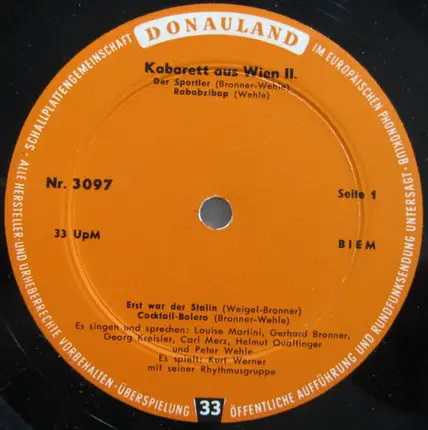 DONAULAND
SCHALLPLATTENGEMEINSCHAFT
IM EUROPÄISCHEN PHONOKLUB ·
Kabarett aus Wien II.
Der Sportler (Bronner-Wehle)
Rababzibap (Wehle)
Nr. 3097
Seite 1
33 UpM
BIEM
Erst war der Stalin (Weigel-Bronner)
Cocktail-Bolero (Bronner-Wehle)
Es singen und sprechen: Louise Martini, Gerhard Bronner,
Georg Kreisler, Carl Merz, Helmut Qualtinger
und Peter Wehle
Es spielt: Kurt Werner
mit seiner Rhythmusgruppe
· ALLE HERSTELLER- UND URHEBERRECHTE VORBEHALTEN · ÜBERSPIELUNG
33
ÖFFENTLICHE AUFFÜHRUNG UND RUNDFUNKSENDUNG UNTERSAGT ·